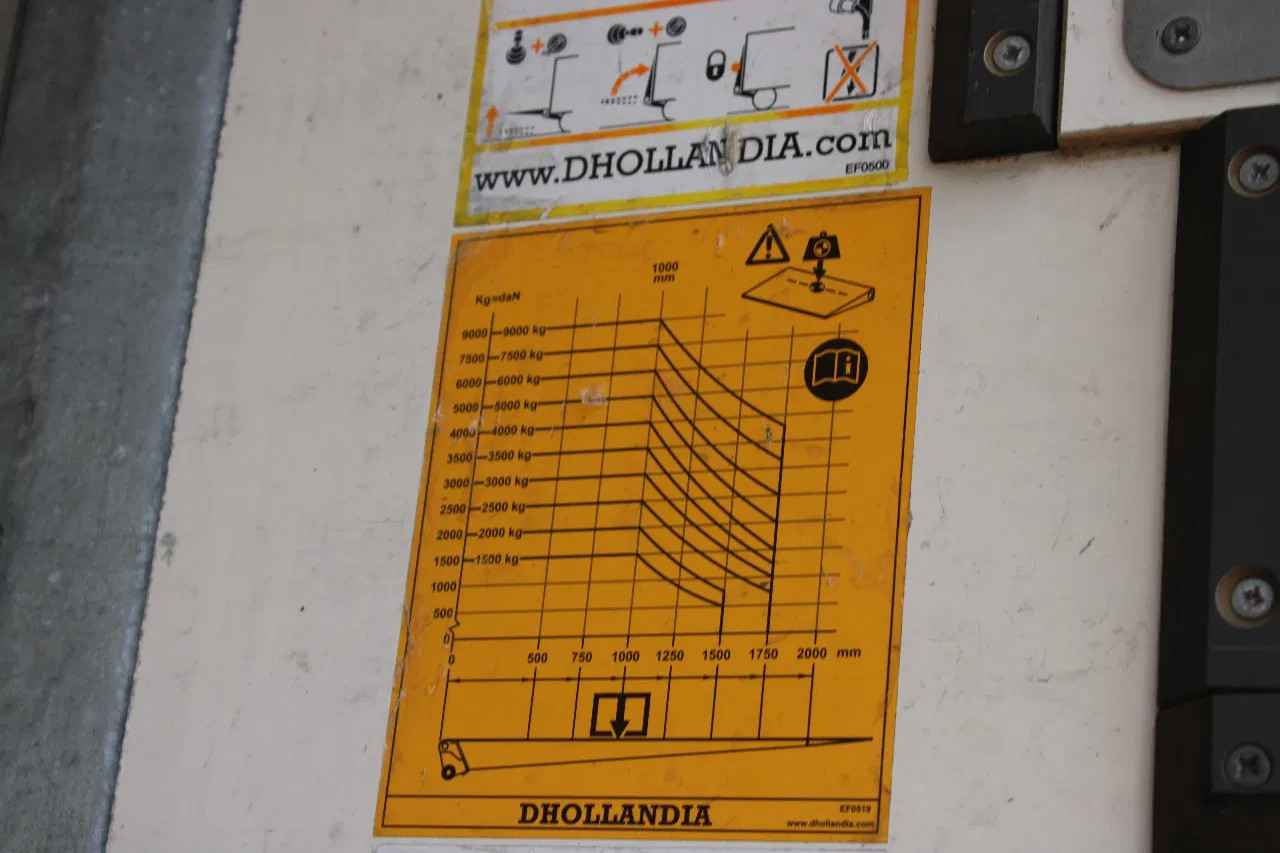 www.DHOLLANDIA.com
EF0500
1000
mm
Kg=daN
9000 9000 kg
7500 7500 kg
6000 6000 kg
5000 5000 kg
4000 4000 kg
3500 3500 kg
3000 3000 kg
2500 2500 kg
2000 2000 kg
1500 1500 kg
1000
500
0
0 500 750 1000 1250 1500 1750 2000 mm
DHOLLANDIA
EF0519
www.dhollandia.com